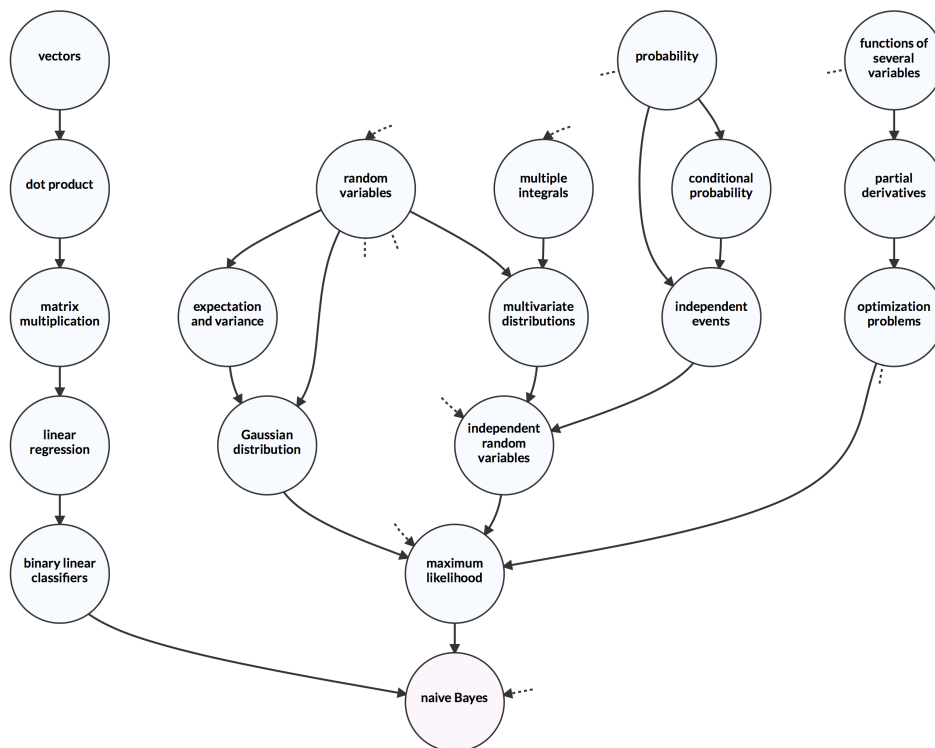 vectors
probability
functions of
several
variables
dot product
random
variables
multiple
integrals
conditional
probability
partial
derivatives
matrix
multiplication
expectation
and variance
multivariate
distributions
independent
events
optimization
problems
linear
regression
Gaussian
distribution
independent
random
variables
binary linear
classifiers
maximum
likelihood
naive Bayes